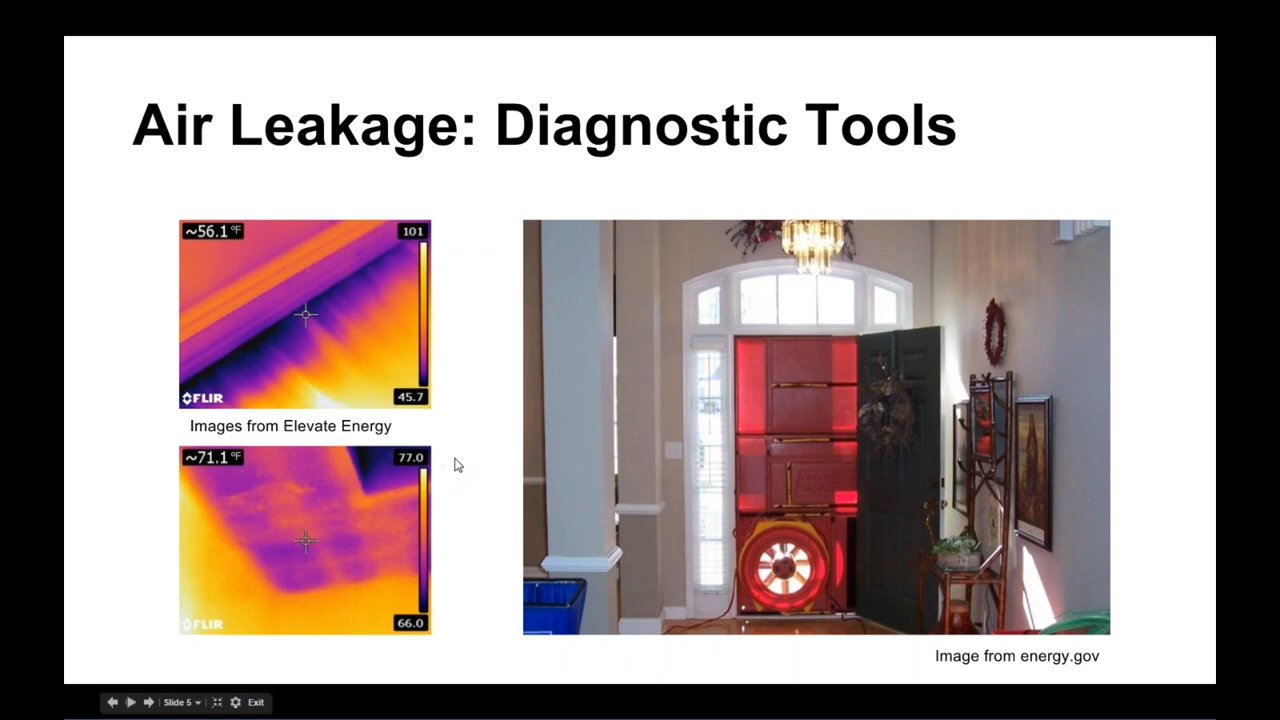 Air Leakage: Diagnostic Tools
~56.1 °F
101
FLIR
45.7
Images from Elevate Energy
~71.1 °F
77.0
FLIR
66.0
Image from energy.gov
Slide 5
Exit